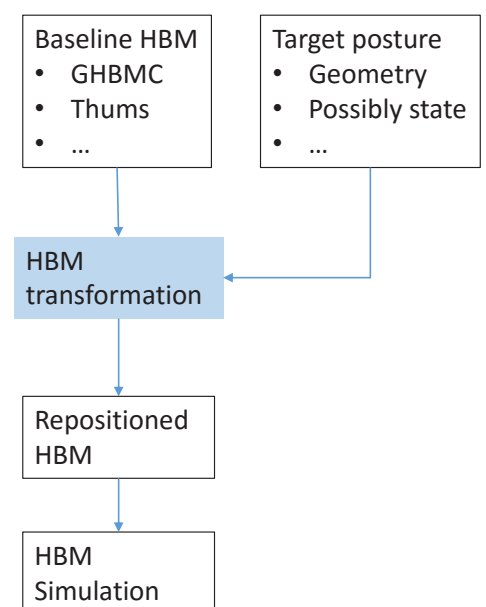 Baseline HBM
• GHBMC
• Thums
• ...
Target posture
• Geometry
• Possibly state
• ...
HBM
transformation
Repositioned
HBM
HBM
Simulation